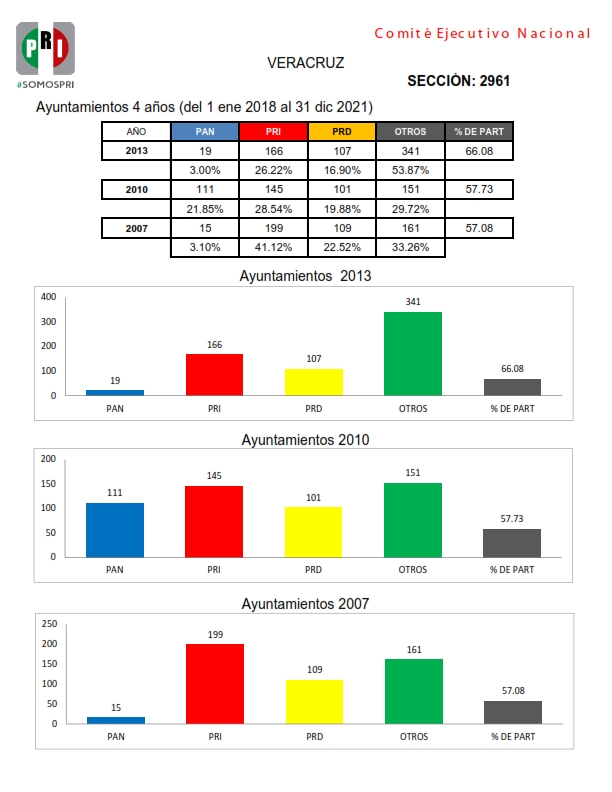 Comité Ejecutivo Nacional
PRI
#SOMOSPRI
VERACRUZ
SECCIÓN: 2961
Ayuntamientos 4 años (del 1 ene 2018 al 31 dic 2021)
AÑO PAN PRI PRD OTROS % DE PART
2013 19 166 107 341 66.08
3.00% 26.22% 16.90% 53.87%
2010 111 145 101 151 57.73
21.85% 28.54% 19.88% 29.72%
2007 15 199 109 161 57.08
3.10% 41.12% 22.52% 33.26%
Ayuntamientos 2013
400
300
200
100
0
19 166 107 341 66.08
PAN PRI PRD OTROS % DE PART
Ayuntamientos 2010
200
150
100
50
0
111 145 101 151 57.73
PAN PRI PRD OTROS % DE PART
Ayuntamientos 2007
250
200
150
100
50
0
15 199 109 161 57.08
PAN PRI PRD OTROS % DE PART